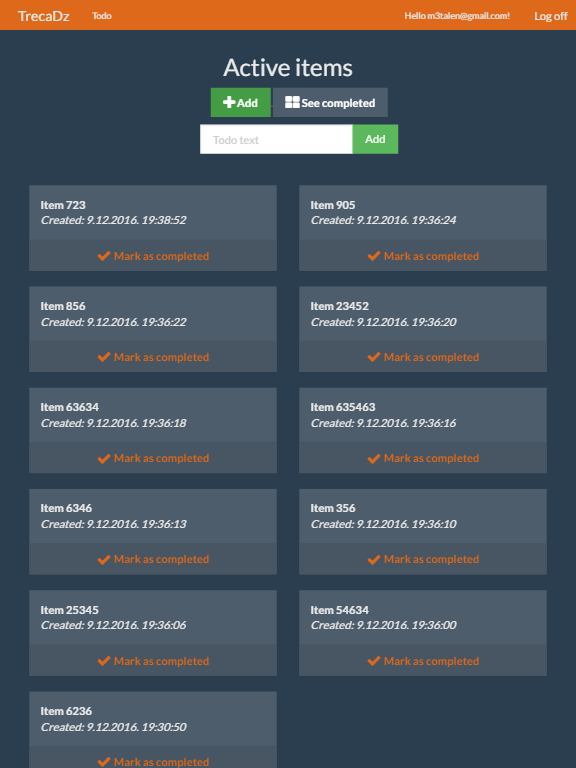 TrecaDz Todo Hello m3talen@gmail.com! Log off
Active items
Add See completed
Todo text Add
Item 723
Created: 9.12.2016. 19:38:52
Mark as completed
Item 905
Created: 9.12.2016. 19:36:24
Mark as completed
Item 856
Created: 9.12.2016. 19:36:22
Mark as completed
Item 23452
Created: 9.12.2016. 19:36:20
Mark as completed
Item 63634
Created: 9.12.2016. 19:36:18
Mark as completed
Item 635463
Created: 9.12.2016. 19:36:16
Mark as completed
Item 6346
Created: 9.12.2016. 19:36:13
Mark as completed
Item 356
Created: 9.12.2016. 19:36:10
Mark as completed
Item 25345
Created: 9.12.2016. 19:36:06
Mark as completed
Item 54634
Created: 9.12.2016. 19:36:00
Mark as completed
Item 6236
Created: 9.12.2016. 19:30:50
Mark as completed